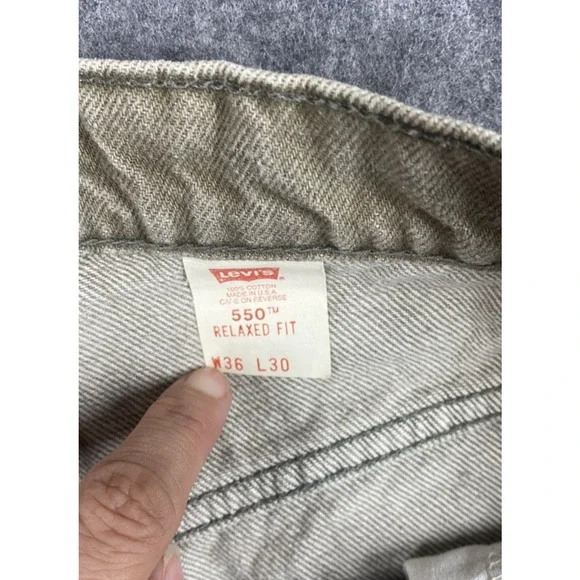 Levi's
100% COTTON
MADE IN U.S.A
CARE ON REVERSE
550™
RELAXED FIT
W36 L30